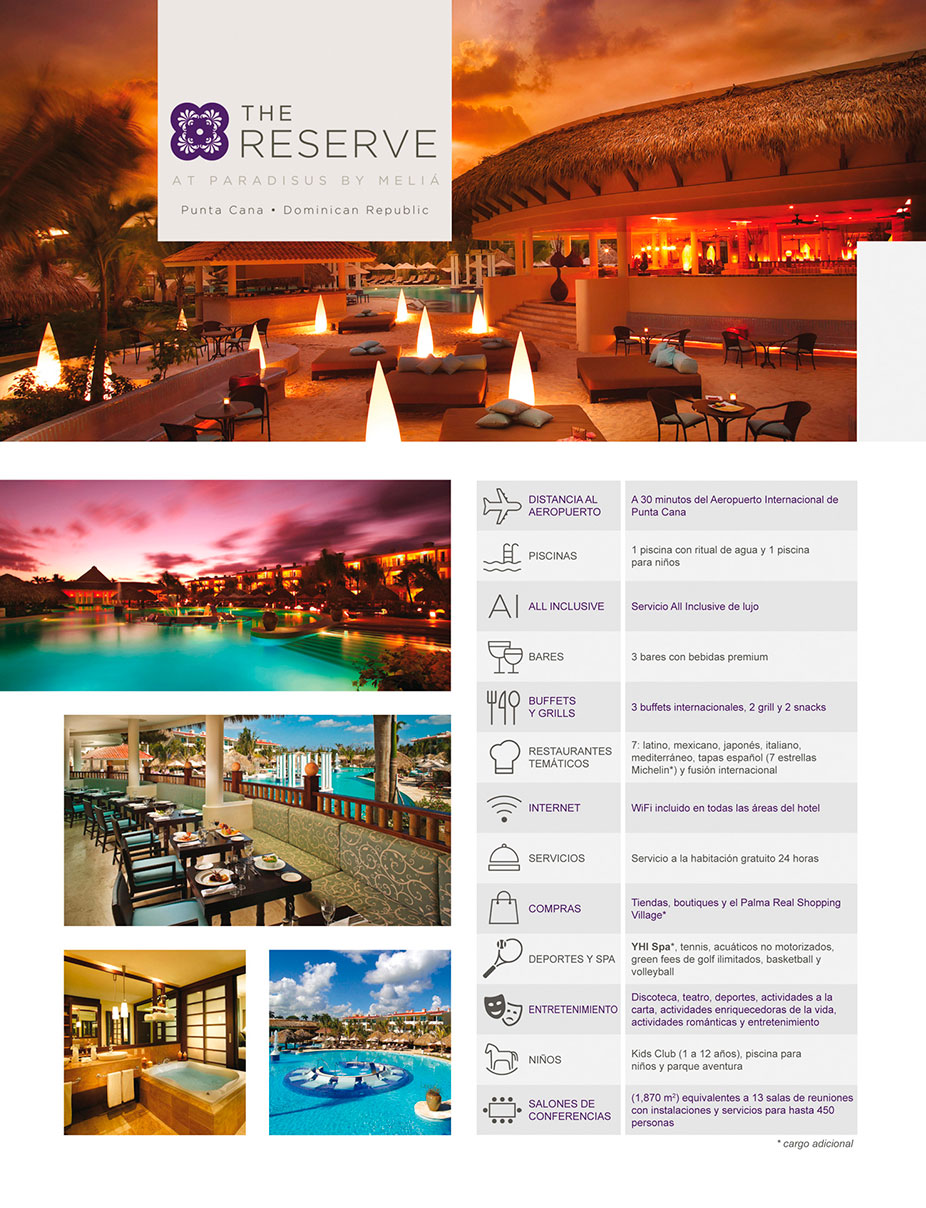 THE
RESERVE
AT PARADISUS BY MELIÁ
Punta Cana • Dominican Republic
DISTANCIA AL
AEROPUERTO
A 30 minutos del Aeropuerto Internacional de
Punta Cana
PISCINAS
1 piscina con ritual de agua y 1 piscina
para niños
AI
ALL INCLUSIVE
Servicio All Inclusive de lujo
BARES
3 bares con bebidas premium
BUFFETS
Y GRILLS
3 buffets internacionales, 2 grill y 2 snacks
RESTAURANTES
TEMÁTICOS
7: latino, mexicano, japonés, italiano,
mediterráneo, tapas español (7 estrellas
Michelin*) y fusión internacional
INTERNET
WiFi incluido en todas las áreas del hotel
SERVICIOS
Servicio a la habitación gratuito 24 horas
COMPRAS
Tiendas, boutiques y el Palma Real Shopping
Village*
DEPORTES Y SPA
YHI Spa*, tennis, acuáticos no motorizados,
green fees de golf ilimitados, basketball y
volleyball
ENTRETENIMIENTO
Discoteca, teatro, deportes, actividades a la
carta, actividades enriquecedoras de la vida,
actividades románticas y entretenimiento
NIÑOS
Kids Club (1 a 12 años), piscina para
niños y parque aventura
SALONES DE
CONFERENCIAS
(1,870 m²) equivalentes a 13 salas de reuniones
con instalaciones y servicios para hasta 450
personas
* cargo adicional